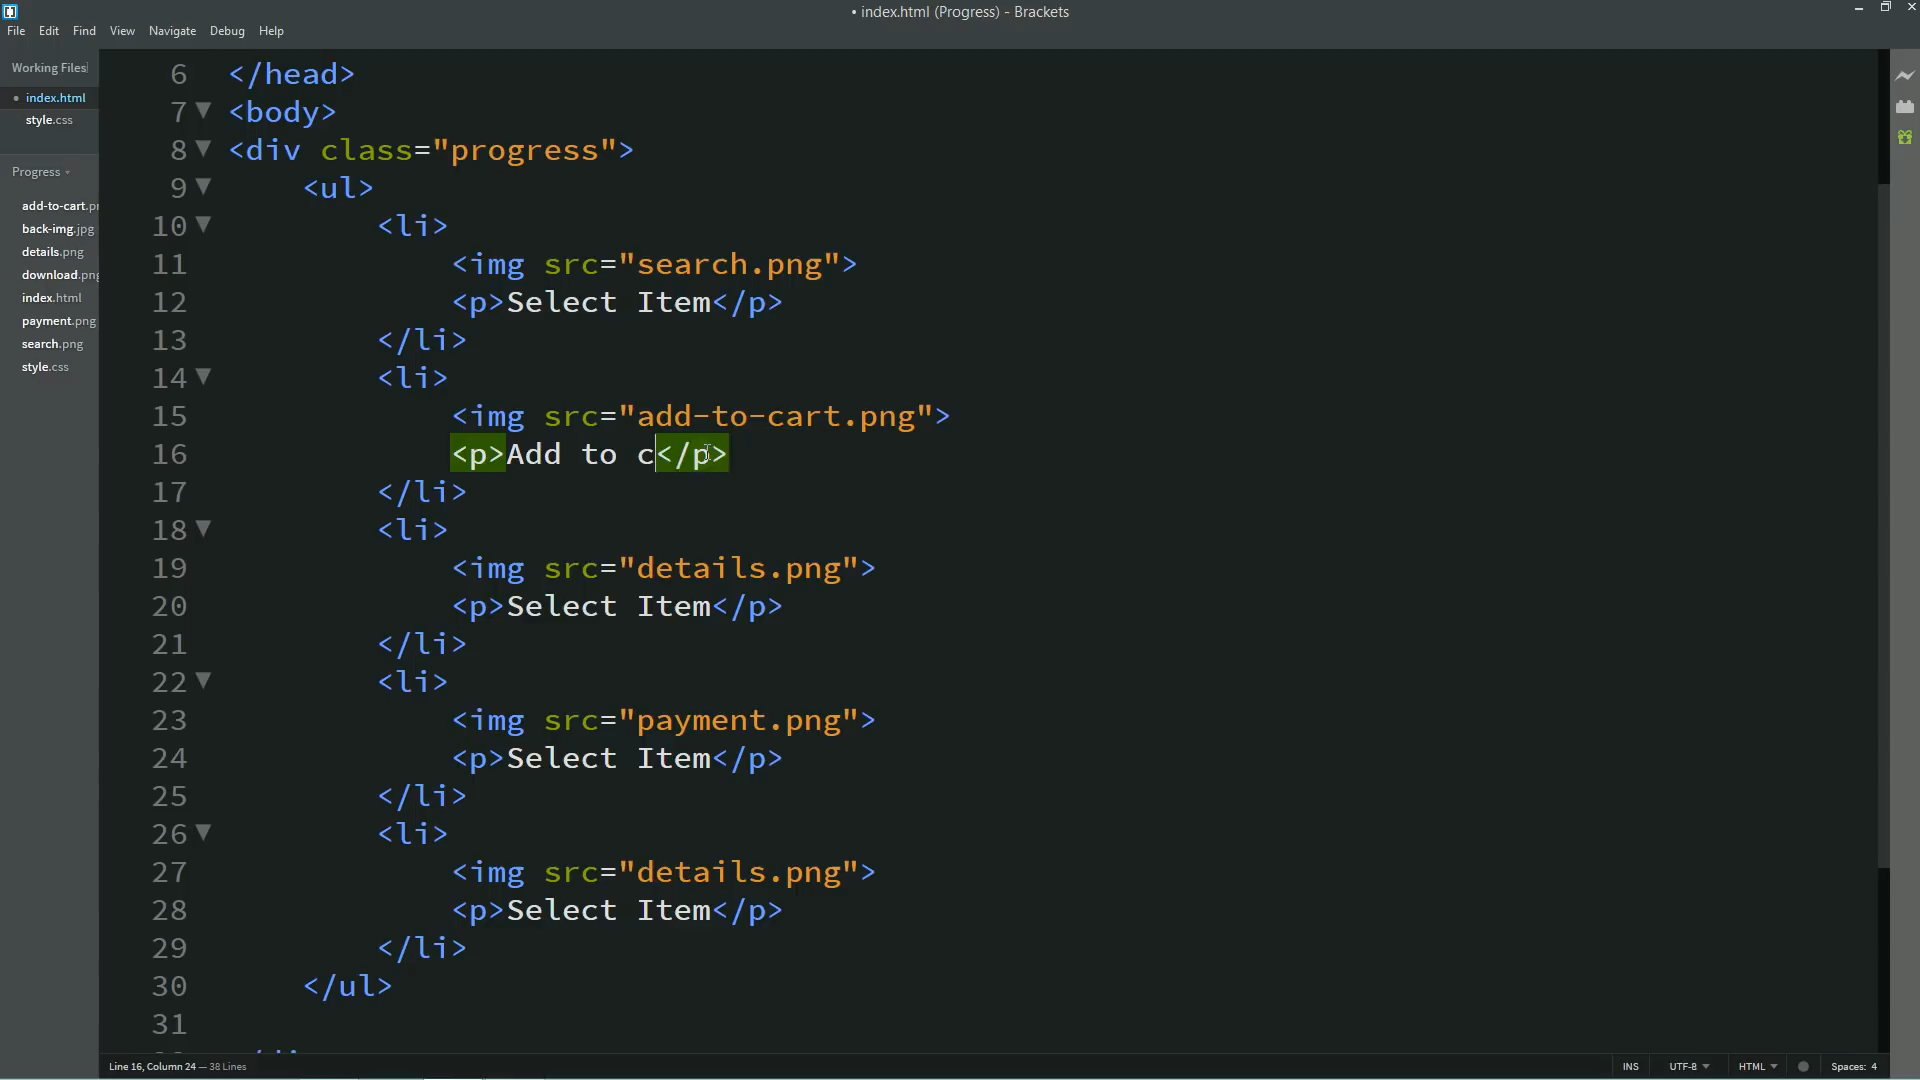 • index.html (Progress) - Brackets
File Edit Find View Navigate Debug Help
Working Files
• index.html
style.css
Progress
add-to-cart.pn
back-img.jpg
details.png
download.png
index.html
payment.png
search.png
style.css
6 </head>
7 <body>
8 <div class="progress">
9 <ul>
10 <li>
11 <img src="search.png">
12 <p>Select Item</p>
13 </li>
14 <li>
15 <img src="add-to-cart.png">
16 <p>Add to c</p>
17 </li>
18 <li>
19 <img src="details.png">
20 <p>Select Item</p>
21 </li>
22 <li>
23 <img src="payment.png">
24 <p>Select Item</p>
25 </li>
26 <li>
27 <img src="details.png">
28 <p>Select Item</p>
29 </li>
30 </ul>
31
Line 16, Column 24 — 38 Lines
INS UTF-8 HTML Spaces: 4